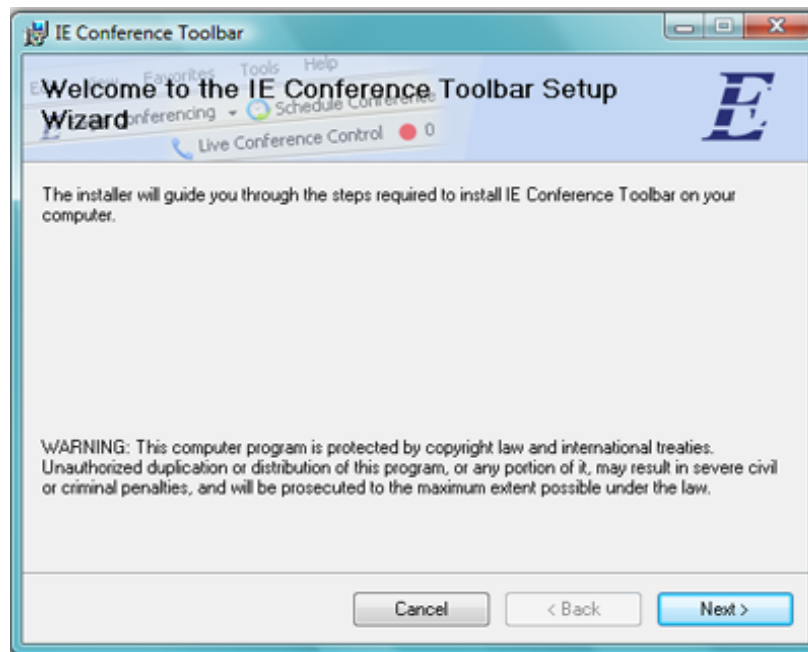 IE Conference Toolbar
View Favorites Tools Help
Welcome to the IE Conference Toolbar Setup
Wizard
Schedule Conference
Live Conference Control 0
E
The installer will guide you through the steps required to install IE Conference Toolbar on your
computer.
WARNING: This computer program is protected by copyright law and international treaties.
Unauthorized duplication or distribution of this program, or any portion of it, may result in severe civil
or criminal penalties, and will be prosecuted to the maximum extent possible under the law.
Cancel < Back Next >